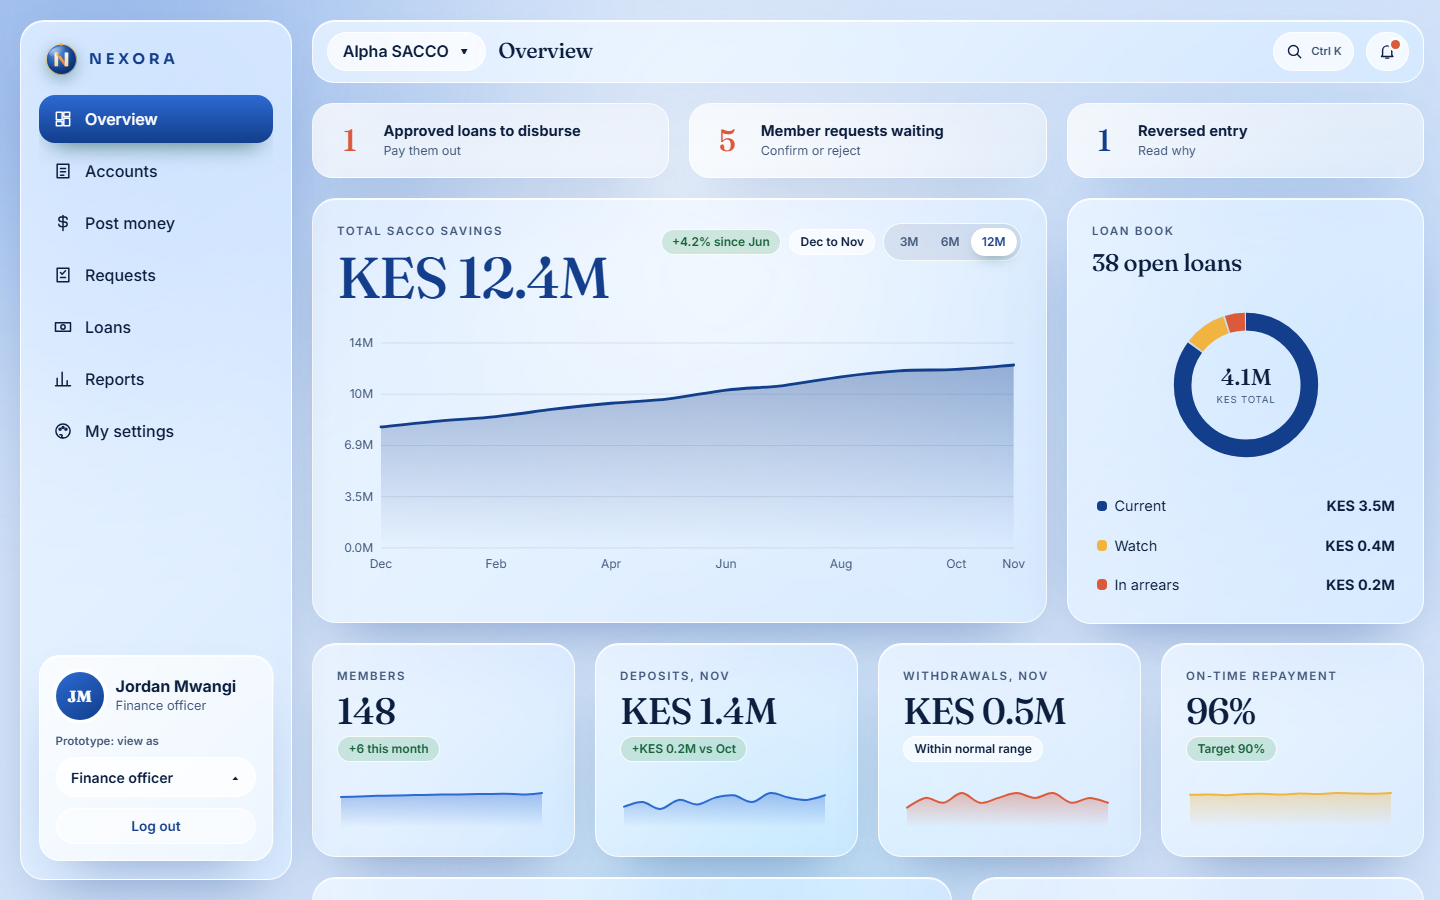 NEXORA
Overview
Accounts
Post money
Requests
Loans
Reports
My settings
JM
Jordan Mwangi
Finance officer
Prototype: view as
Finance officer
Log out
Alpha SACCO
Overview
Ctrl K
1
Approved loans to disburse
Pay them out
5
Member requests waiting
Confirm or reject
1
Reversed entry
Read why
TOTAL SACCO SAVINGS
KES 12.4M
+4.2% since Jun
Dec to Nov
3M 6M 12M
14M
10M
6.9M
3.5M
0.0M
Dec Feb Apr Jun Aug Oct Nov
LOAN BOOK
38 open loans
4.1M
KES TOTAL
Current KES 3.5M
Watch KES 0.4M
In arrears KES 0.2M
MEMBERS
148
+6 this month
DEPOSITS, NOV
KES 1.4M
+KES 0.2M vs Oct
WITHDRAWALS, NOV
KES 0.5M
Within normal range
ON-TIME REPAYMENT
96%
Target 90%